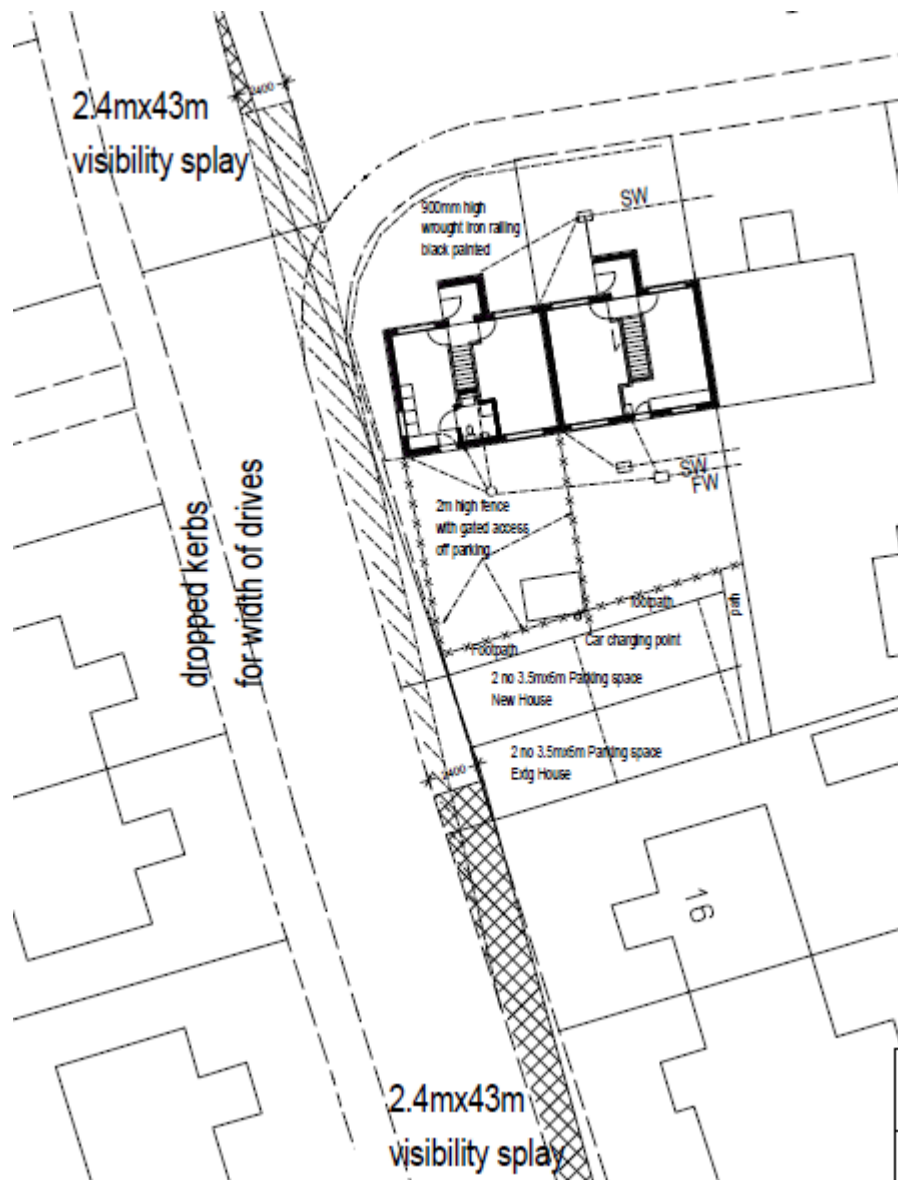 2400
2.4mx43m
visibility splay
SW
900mm high
wrought iron railing
black painted
SW
FW
dropped kerbs
for width of drives
2m high fence
with gated access
off parking
footpath
path
Footpath
Car charging point
2 no 3.5mx6m Parking space
New House
2 no 3.5mx6m Parking space
Extg House
2400
16
2.4mx43m
visibility splay